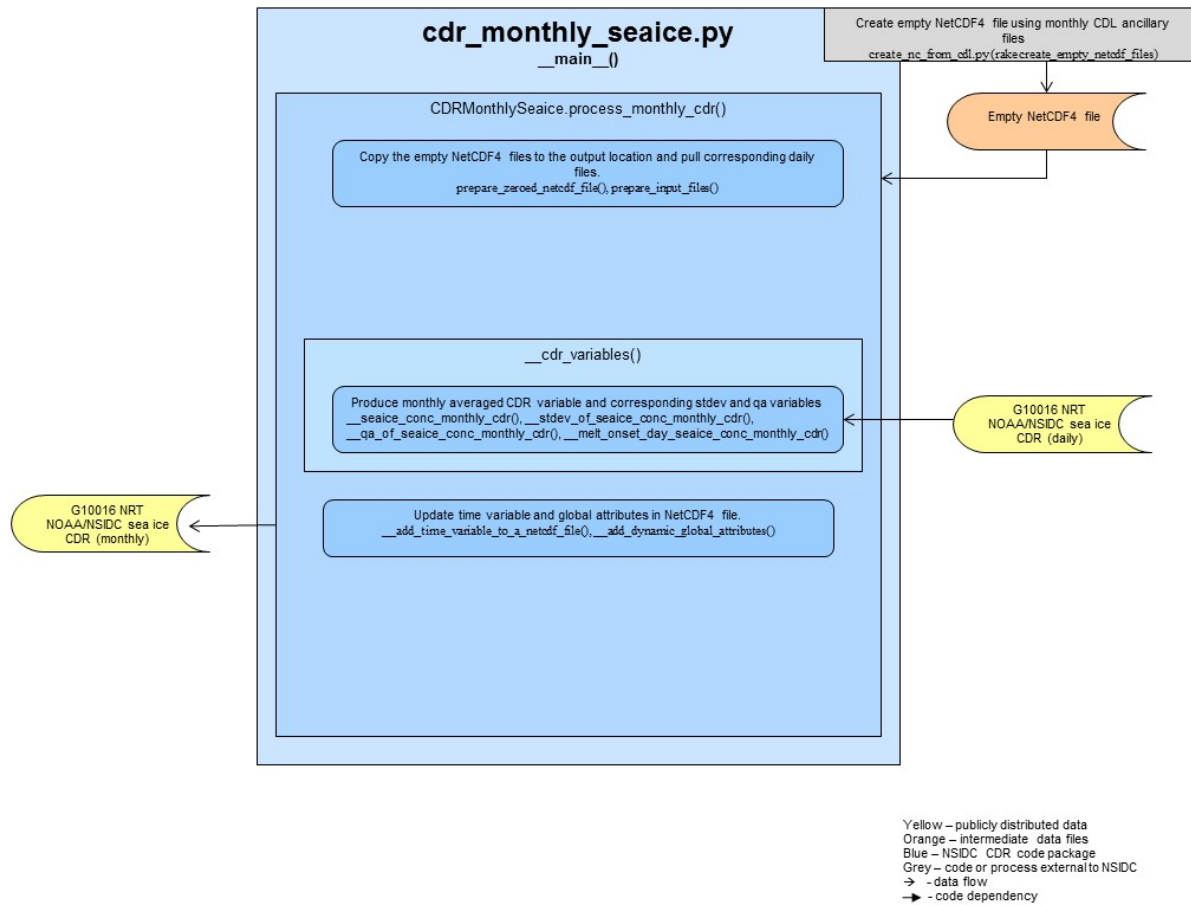 cdr_monthly_seaice.py
__main__()
Create empty NetCDF4 file using monthly CDL ancillary
files
create_nc_from_cdl.py (rake create_empty_netcdf_files)
Empty NetCDF4 file
CDRMonthlySeaice.process_monthly_cdr()
Copy the empty NetCDF4 files to the output location and pull corresponding daily
files.
prepare_zeroed_netcdf_file(), prepare_input_files()
__cdr_variables()
Produce monthly averaged CDR variable and corresponding stdev and qa variables
__seaice_conc_monthly_cdr(), __stdev_of_seaice_conc_monthly_cdr(),
__qa_of_seaice_conc_monthly_cdr(), __melt_onset_day_seaice_conc_monthly_cdr()
G10016 NRT
NOAA/NSIDC sea ice
CDR (daily)
Update time variable and global attributes in NetCDF4 file.
__add_time_variable_to_a_netcdf_file(), __add_dynamic_global_attributes()
G10016 NRT
NOAA/NSIDC sea ice
CDR (monthly)
Yellow – publicly distributed data
Orange – intermediate data files
Blue – NSIDC CDR code package
Grey – code or process external to NSIDC
→ - data flow
→ - code dependency